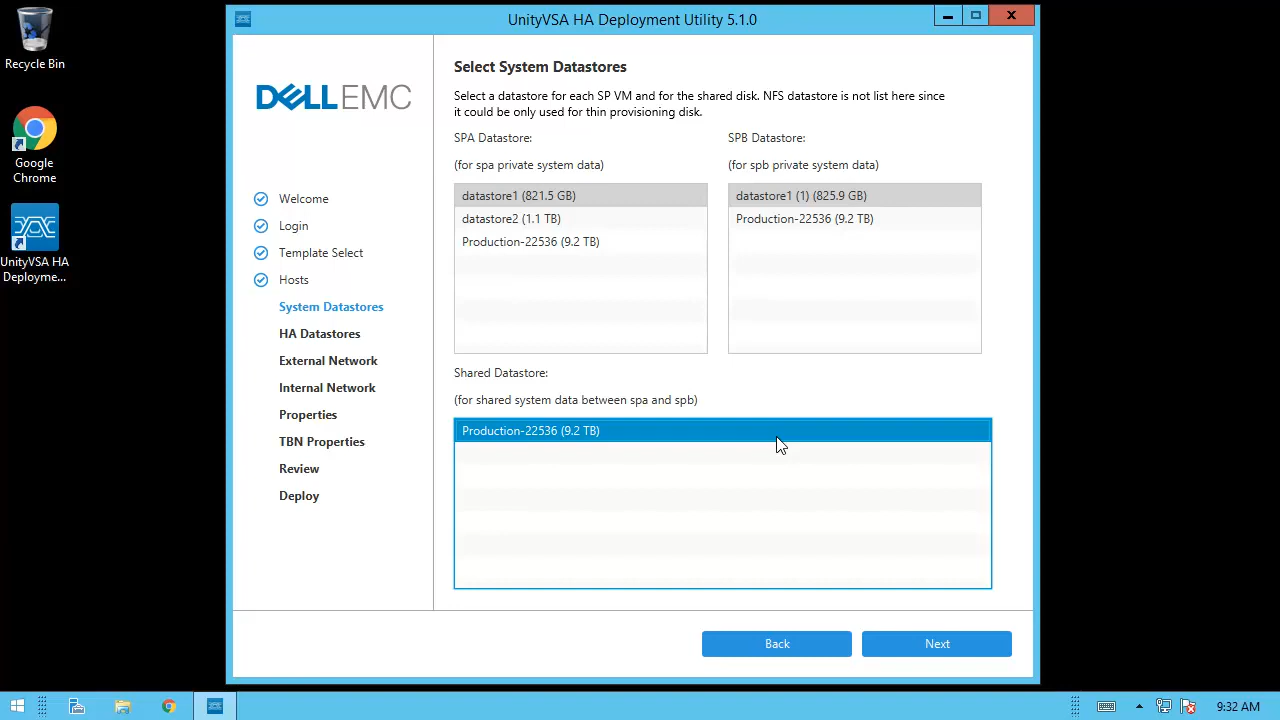 Recycle Bin
Google
Chrome
UnityVSA HA
Deployme...
UnityVSA HA Deployment Utility 5.1.0
DELLEMC
Welcome
Login
Template Select
Hosts
System Datastores
HA Datastores
External Network
Internal Network
Properties
TBN Properties
Review
Deploy
Select System Datastores
Select a datastore for each SP VM and for the shared disk. NFS datastore is not list here since
it could be only used for thin provisioning disk.
SPA Datastore:
(for spa private system data)
datastore1 (821.5 GB)
datastore2 (1.1 TB)
Production-22536 (9.2 TB)
SPB Datastore:
(for spb private system data)
datastore1 (1) (825.9 GB)
Production-22536 (9.2 TB)
Shared Datastore:
(for shared system data between spa and spb)
Production-22536 (9.2 TB)
Back
Next
9:32 AM